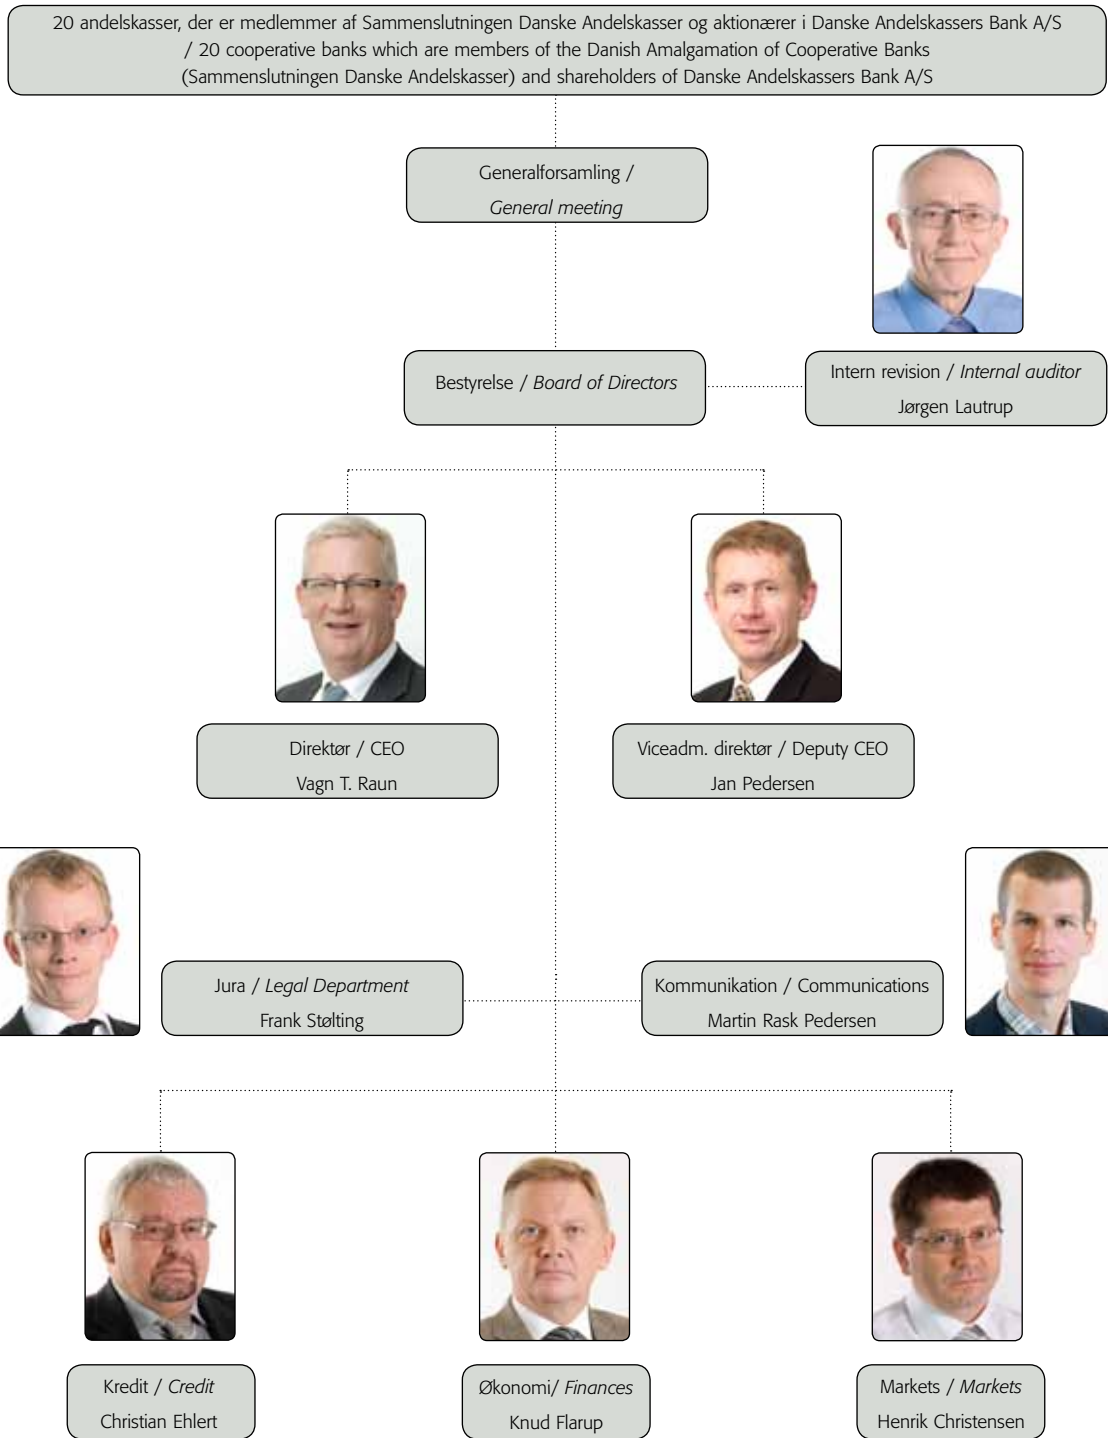 20 andelskasser, der er medlemmer af Sammenslutningen Danske Andelskasser og aktionærer i Danske Andelskassers Bank A/S
/ 20 cooperative banks which are members of the Danish Amalgamation of Cooperative Banks
(Sammenslutningen Danske Andelskasser) and shareholders of Danske Andelskassers Bank A/S
Generalforsamling /
General meeting
Bestyrelse / Board of Directors
Intern revision / Internal auditor
Jørgen Lautrup
Direktør / CEO
Vagn T. Raun
Viceadm. direktør / Deputy CEO
Jan Pedersen
Jura / Legal Department
Frank Stølting
Kommunikation / Communications
Martin Rask Pedersen
Kredit / Credit
Christian Ehlert
Økonomi/ Finances
Knud Flarup
Markets / Markets
Henrik Christensen